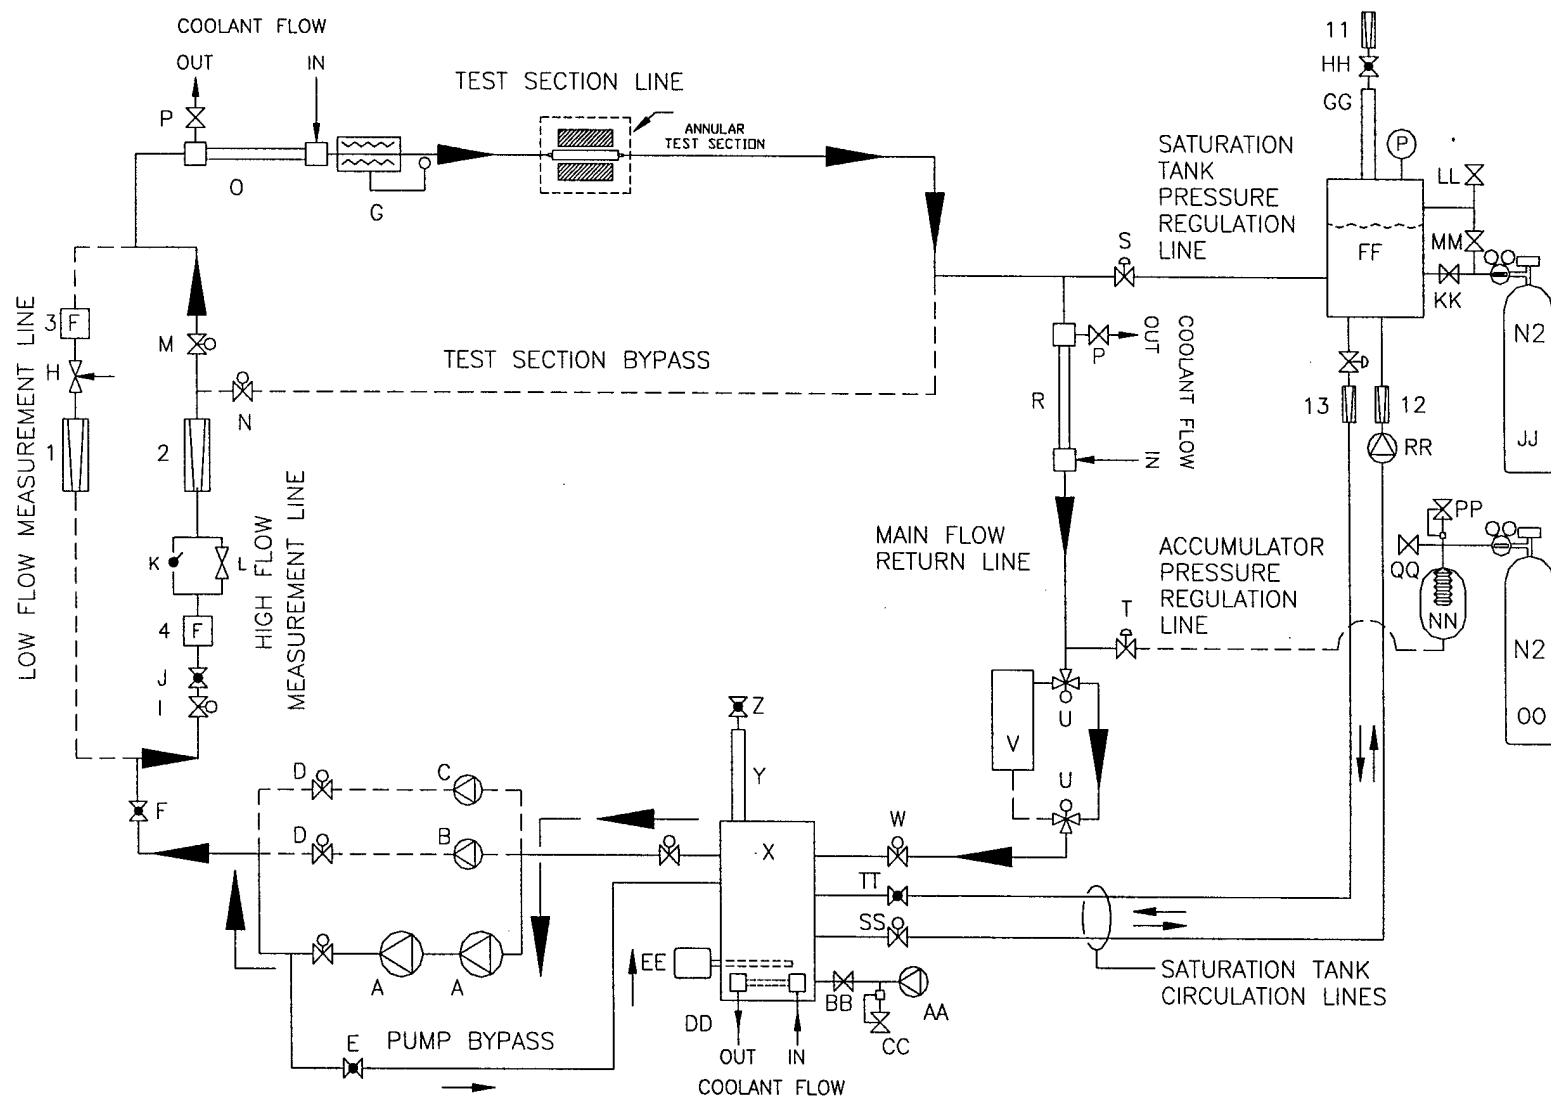 COOLANT FLOW
OUT
IN
P
O
G
TEST SECTION LINE
ANNULAR
TEST SECTION
11
HH
GG
P
SATURATION
TANK
PRESSURE
REGULATION
LINE
LL
MM
FF
KK
N2
JJ
S
LOW FLOW MEASUREMENT LINE
3
F
M
H
N
TEST SECTION BYPASS
P
OUT
COOLANT FLOW
R
IN
13
12
RR
1
2
K
L
HIGH FLOW
MEASUREMENT LINE
4
F
J
I
MAIN FLOW
RETURN LINE
ACCUMULATOR
PRESSURE
REGULATION
LINE
T
PP
QQ
NN
N2
OO
Z
Y
V
U
U
D
C
F
D
B
X
W
TT
SS
A
A
EE
DD
BB
AA
CC
SATURATION TANK
CIRCULATION LINES
E
PUMP BYPASS
OUT
IN
COOLANT FLOW